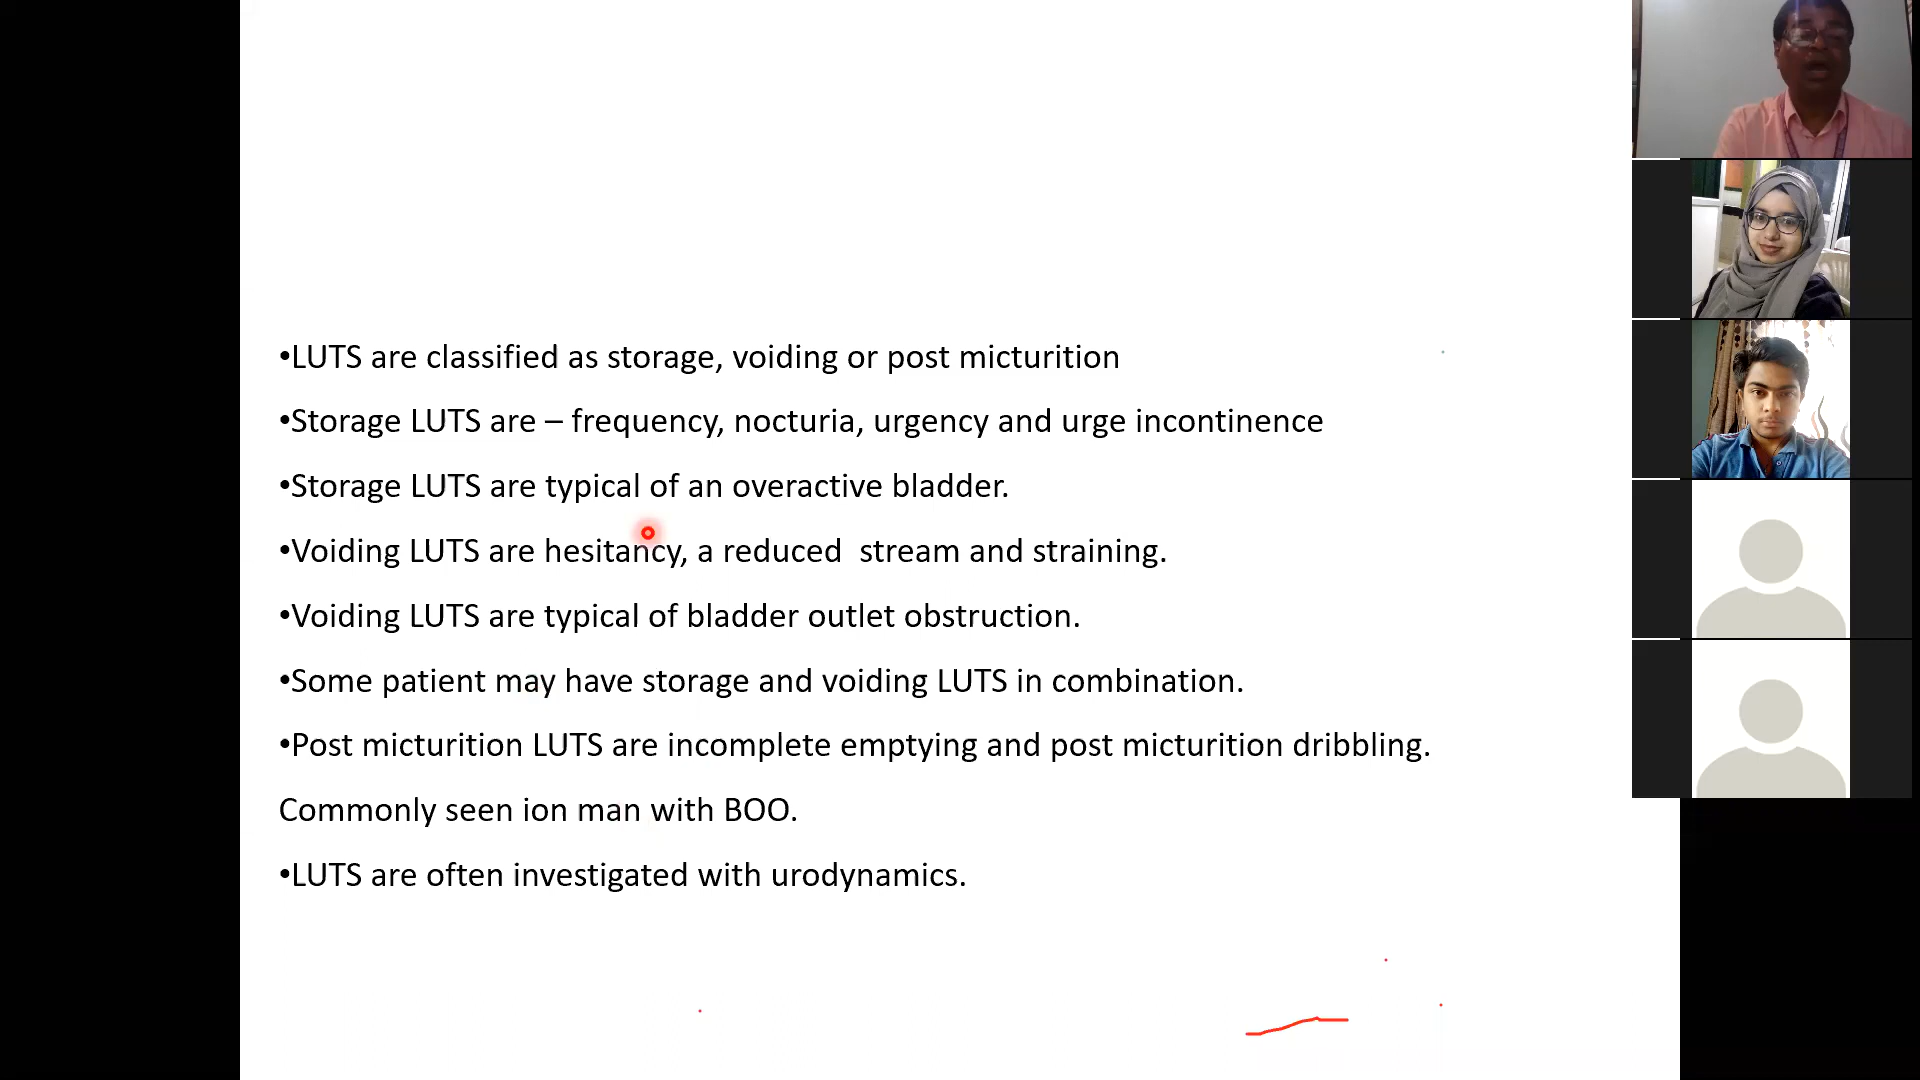 •LUTS are classified as storage, voiding or post micturition
•Storage LUTS are – frequency, nocturia, urgency and urge incontinence
•Storage LUTS are typical of an overactive bladder.
•Voiding LUTS are hesitancy, a reduced  stream and straining.
•Voiding LUTS are typical of bladder outlet obstruction.
•Some patient may have storage and voiding LUTS in combination.
•Post micturition LUTS are incomplete emptying and post micturition dribbling.
Commonly seen ion man with BOO.
•LUTS are often investigated with urodynamics.